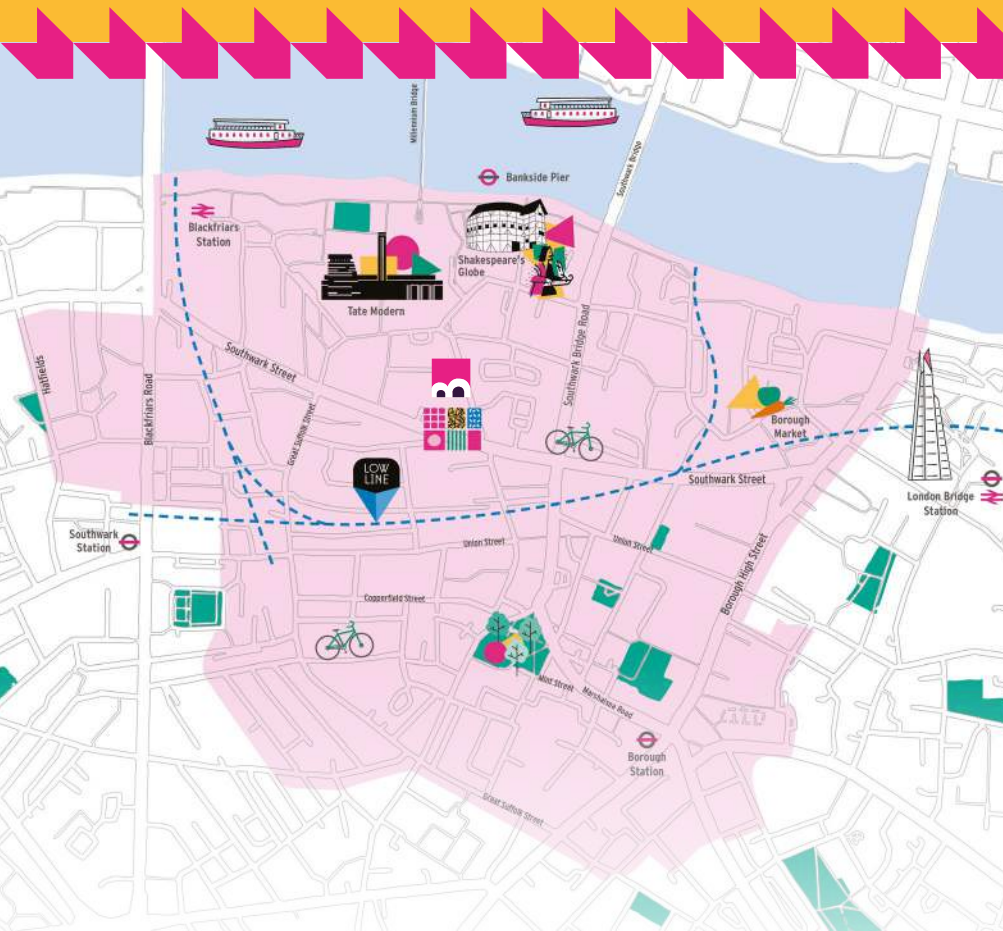 Millennium Bridge
Southwark Bridge
Bankside Pier
Blackfriars
Station
Shakespeare's
Globe
Tate Modern
Hatfields
Blackfriars Road
Southwark Street
Great Suffolk Street
Southwark Bridge Road
Borough
Market
LOW
LINE
Southwark Street
London Bridge
Station
Southwark
Station
Union Street
Union Street
Borough High Street
Copperfield Street
Mint Street
Marshalsea Road
Borough
Station
Great Suffolk Street